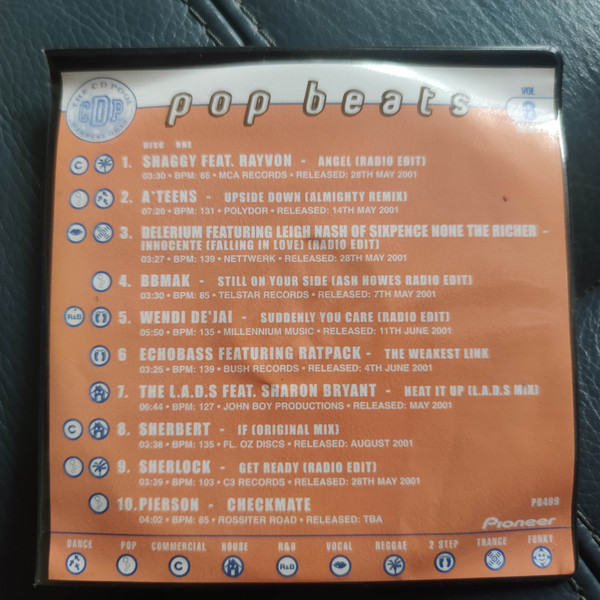 THE CD POOL
CDP
pop beats
VOL
8
DISC ONE
1. SHAGGY FEAT. RAYVON - ANGEL (RADIO EDIT)
03:30 • BPM: 86 • MCA RECORDS • RELEASED: 28TH MAY 2001
2. A*TEENS - UPSIDE DOWN (ALMIGHTY REMIX)
07:20 • BPM: 131 • POLYDOR • RELEASED: 14TH MAY 2001
3. DELERIUM FEATURING LEIGH NASH OF SIXPENCE NONE THE RICHER -
INNOCENTE (FALLING IN LOVE) (RADIO EDIT)
03:27 • BPM: 139 • NETTWERK • RELEASED: 28TH MAY 2001
4. BBMAK - STILL ON YOUR SIDE (ASH HOWES RADIO EDIT)
03:30 • BPM: 85 • TELSTAR RECORDS • RELEASED: 7TH MAY 2001
R&B 5. WENDI DE'JAI - SUDDENLY YOU CARE (RADIO EDIT)
05:50 • BPM: 135 • MILLENNIUM MUSIC • RELEASED: 11TH JUNE 2001
6 ECHOBASS FEATURING RATPACK - THE WEAKEST LINK
03:25 • BPM: 139 • BUSH RECORDS • RELEASED: 4TH JUNE 2001
7. THE L.A.D.S FEAT. SHARON BRYANT - HEAT IT UP (L.A.D.S MIX)
06:44 • BPM: 127 • JOHN BOY PRODUCTIONS • RELEASED: MAY 2001
8. SHERBERT - IF (ORIGINAL MIX)
03:38 • BPM: 135 • FL. OZ DISCS • RELEASED: AUGUST 2001
9. SHERLOCK - GET READY (RADIO EDIT)
03:39 • BPM: 103 • C3 RECORDS • RELEASED: 28TH MAY 2001
10. PIERSON - CHECKMATE
04:02 • BPM: 85 • ROSSITER ROAD • RELEASED: TBA
PB499
Pioneer
DANCE POP COMMERCIAL HOUSE R&B VOCAL REGGAE 2 STEP TRANCE FUNKY
C R&B